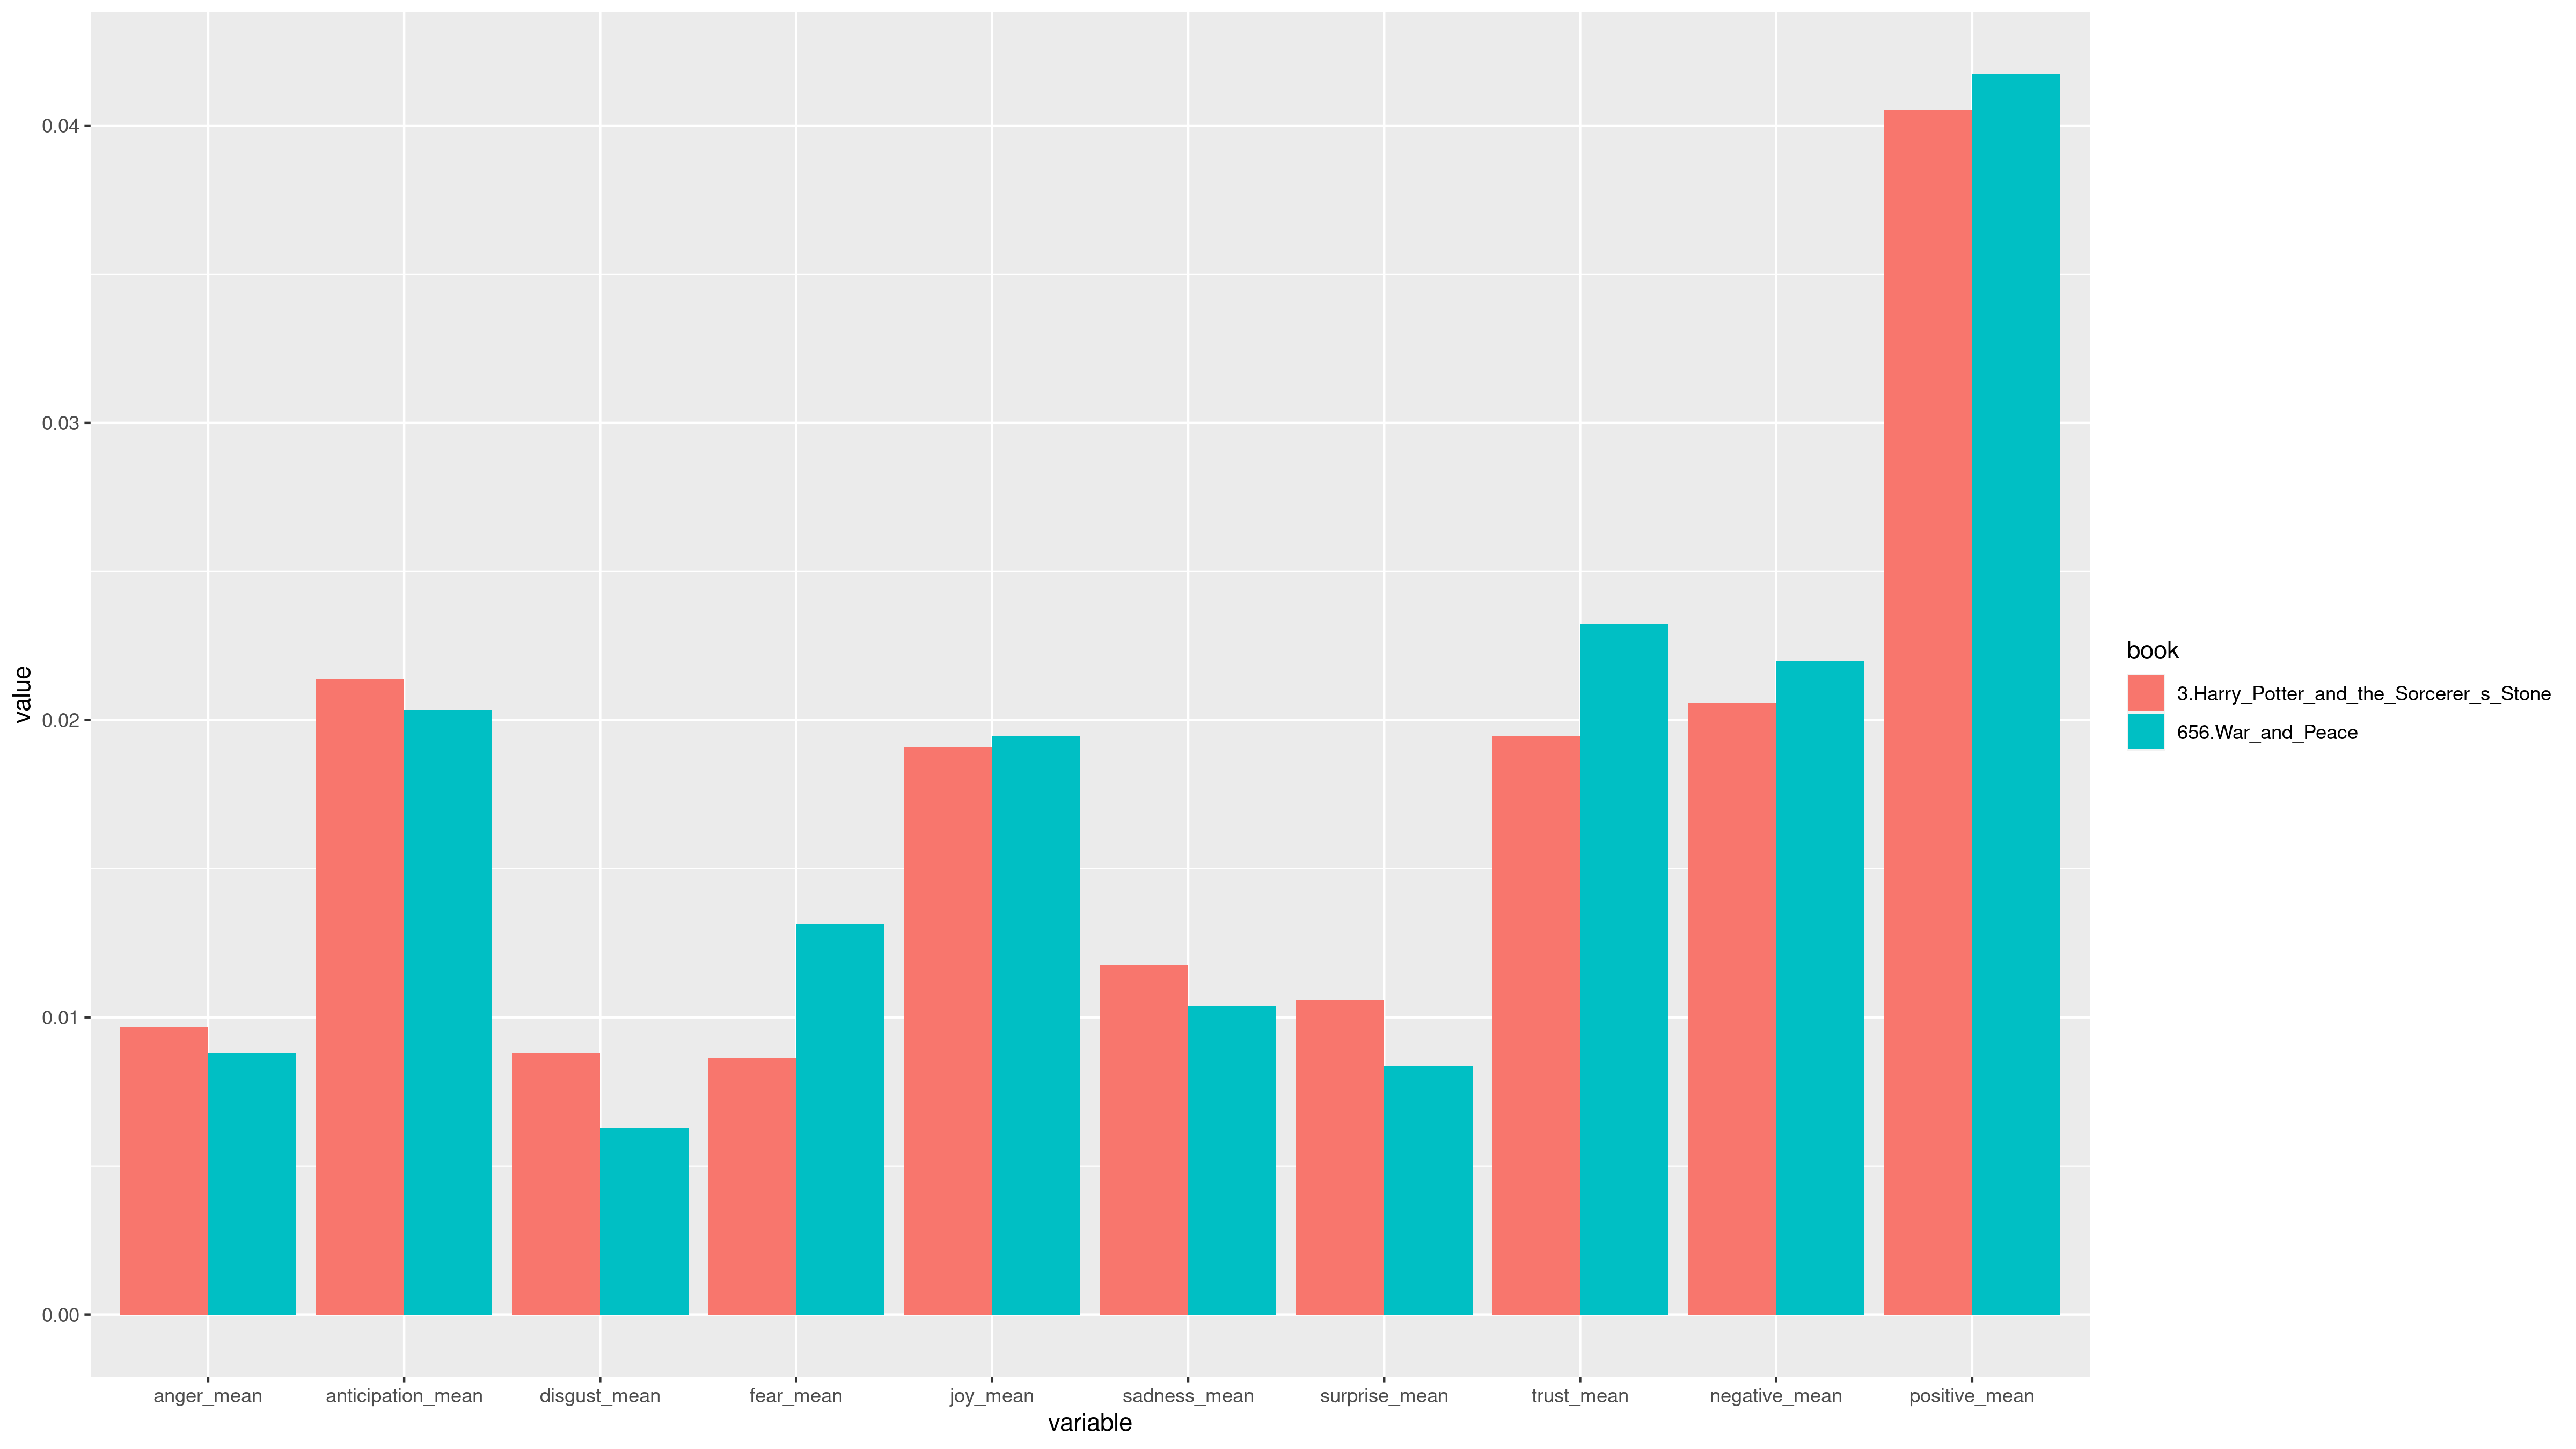 0.04
0.03
0.02
0.01
0.00
value
anger_mean
anticipation_mean
disgust_mean
fear_mean
joy_mean
sadness_mean
surprise_mean
trust_mean
negative_mean
positive_mean
variable
book
3.Harry_Potter_and_the_Sorcerer_s_Stone
656.War_and_Peace